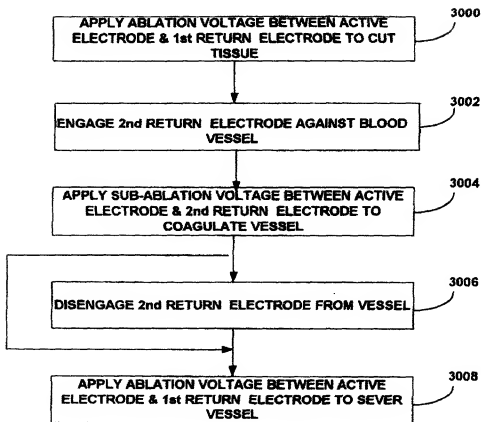 3000
APPLY ABLATION VOLTAGE BETWEEN ACTIVE
ELECTRODE & 1st RETURN ELECTRODE TO CUT
TISSUE
3002
ENGAGE 2nd RETURN ELECTRODE AGAINST BLOOD
VESSEL
3004
APPLY SUB-ABLATION VOLTAGE BETWEEN ACTIVE
ELECTRODE & 2nd RETURN ELECTRODE TO
COAGULATE VESSEL
3006
DISENGAGE 2nd RETURN ELECTRODE FROM VESSEL
3008
APPLY ABLATION VOLTAGE BETWEEN ACTIVE
ELECTRODE & 1st RETURN ELECTRODE TO SEVER
VESSEL